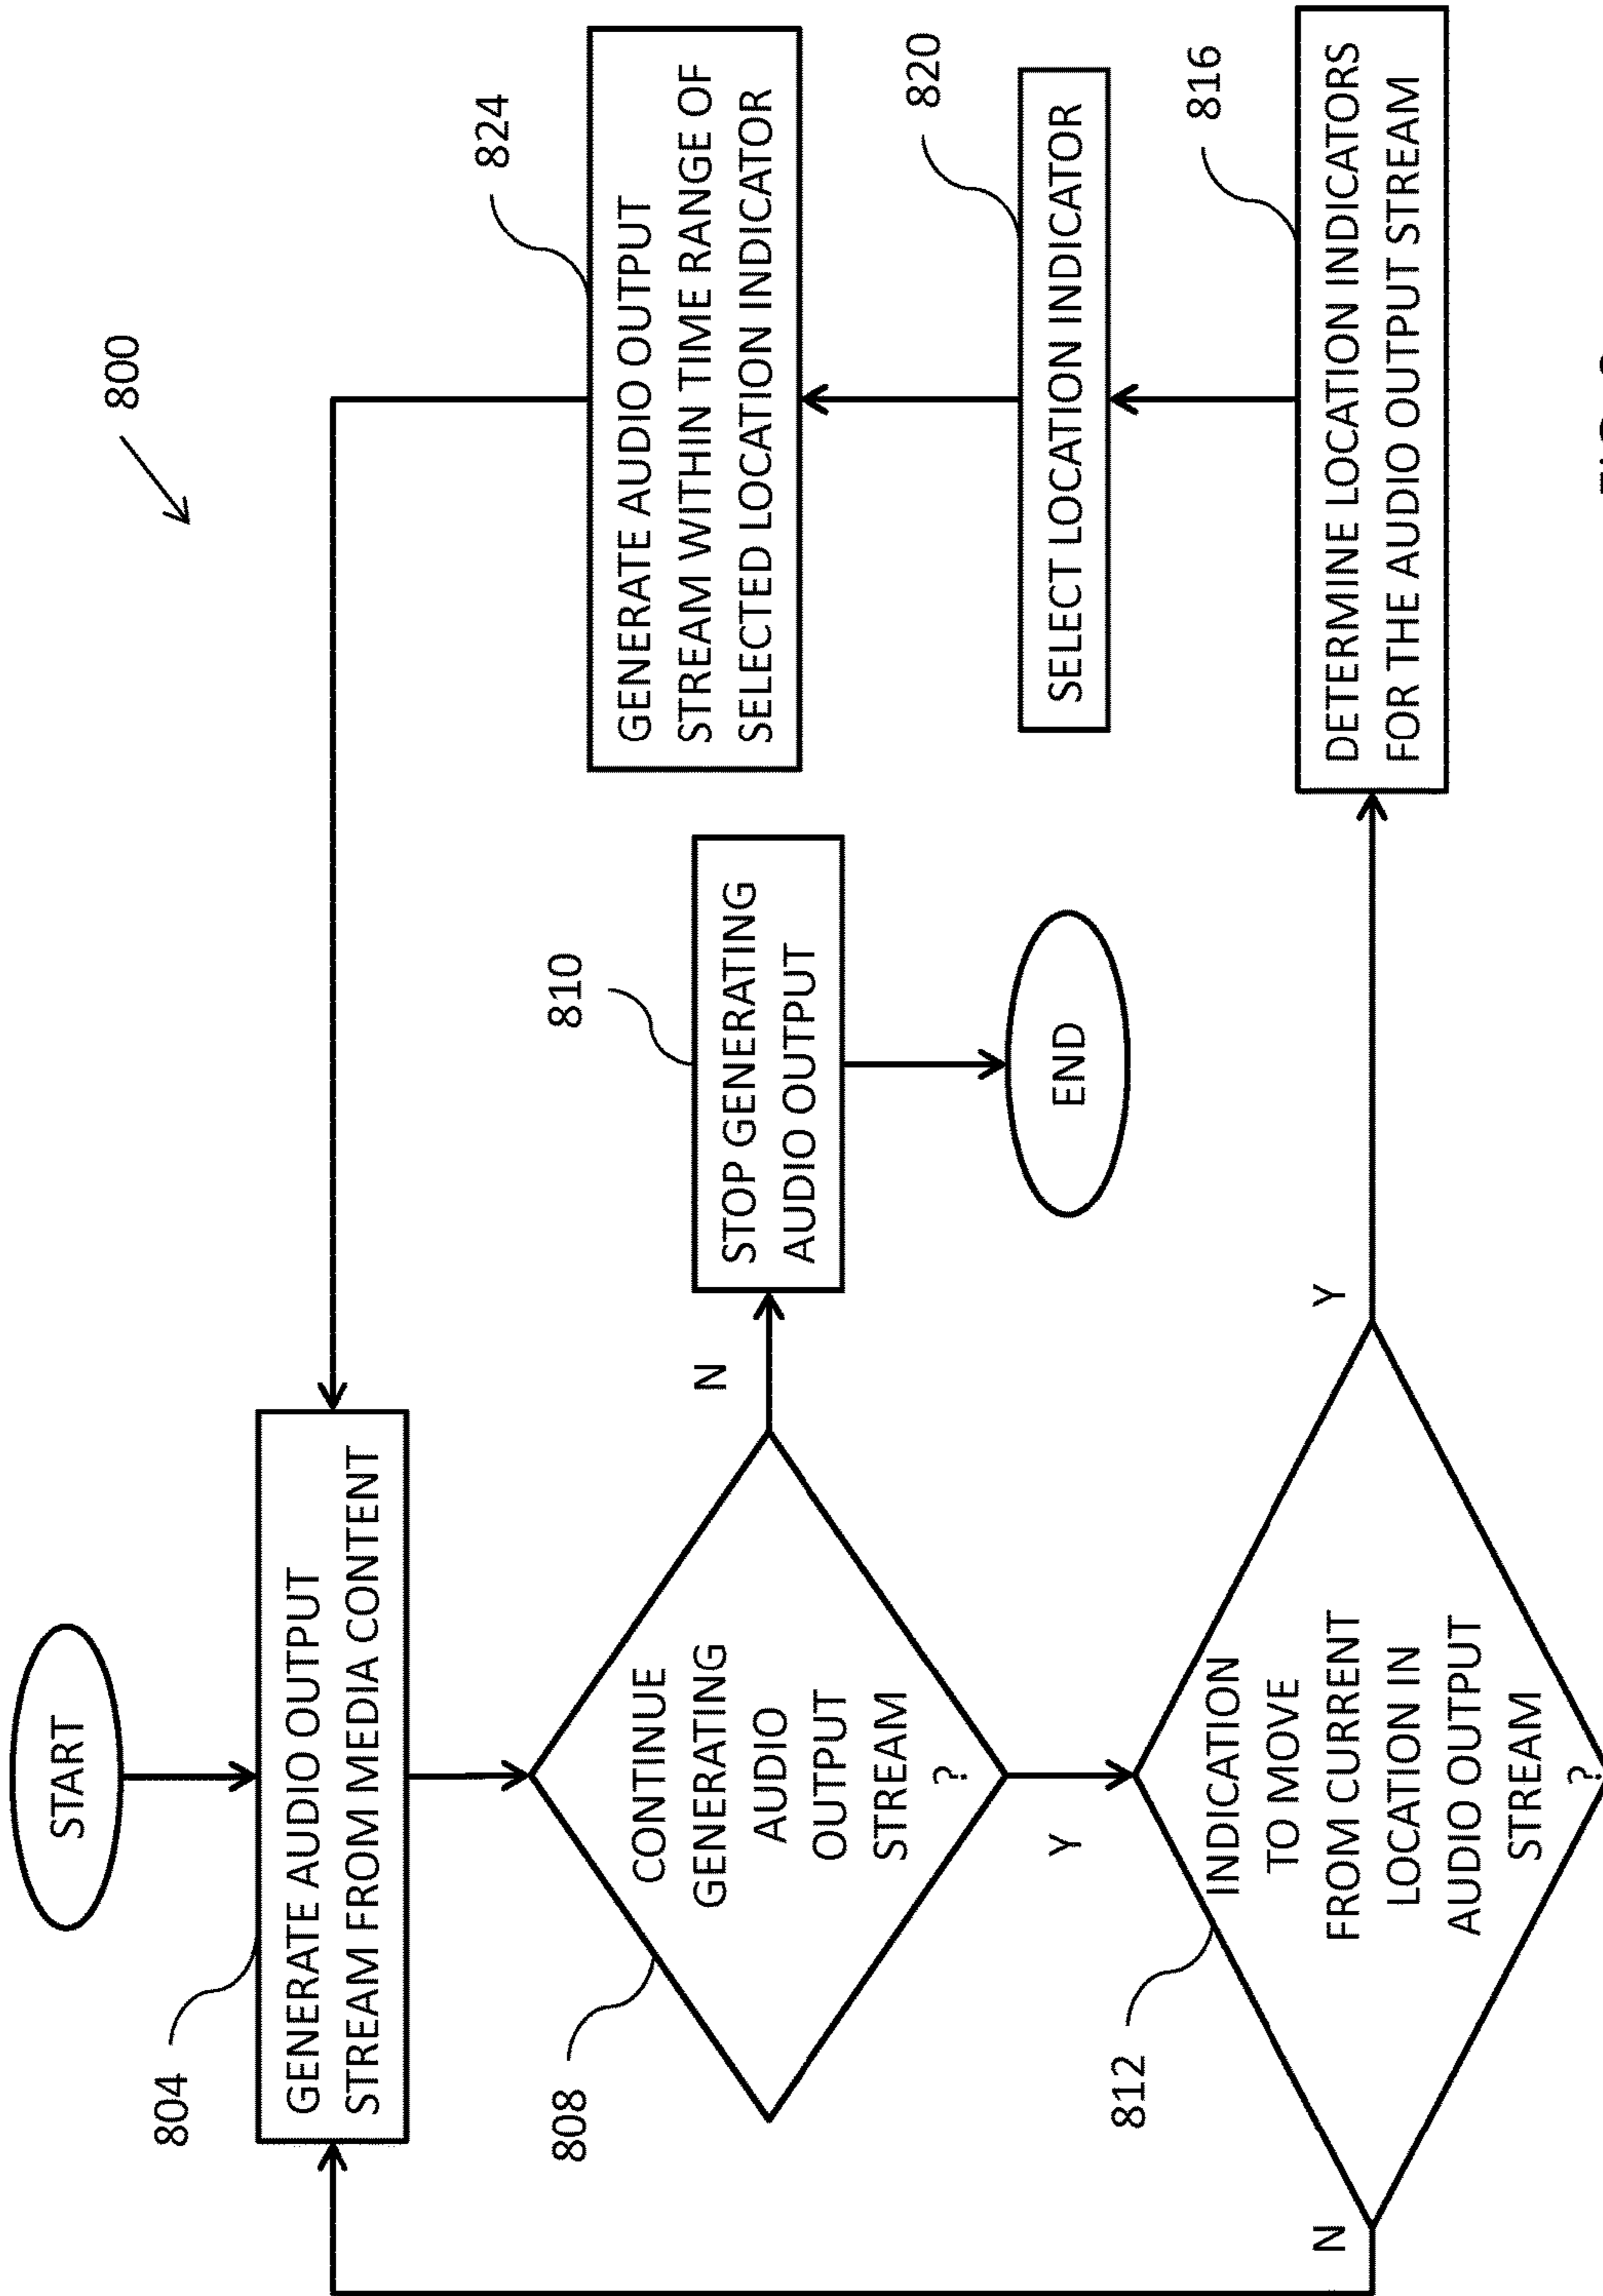 800
START
804
GENERATE AUDIO OUTPUT
STREAM FROM MEDIA CONTENT
808
CONTINUE
GENERATING
AUDIO
OUTPUT
STREAM
?
N
810
STOP GENERATING
AUDIO OUTPUT
END
Y
812
INDICATION
TO MOVE
FROM CURRENT
LOCATION IN
AUDIO OUTPUT
STREAM
?
N
Y
824
GENERATE AUDIO OUTPUT
STREAM WITHIN TIME RANGE OF
SELECTED LOCATION INDICATOR
820
SELECT LOCATION INDICATOR
816
DETERMINE LOCATION INDICATORS
FOR THE AUDIO OUTPUT STREAM